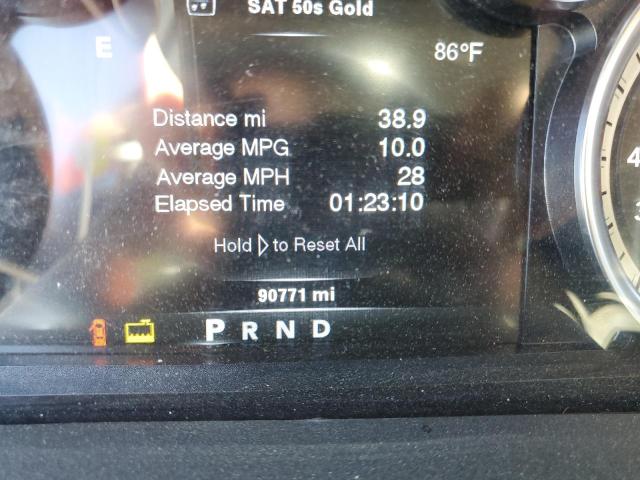 SAT 50s Gold
E
86°F
Distance mi 38.9
Average MPG 10.0
Average MPH 28
Elapsed Time 01:23:10
Hold ▷ to Reset All
90771 mi
P R N D
4